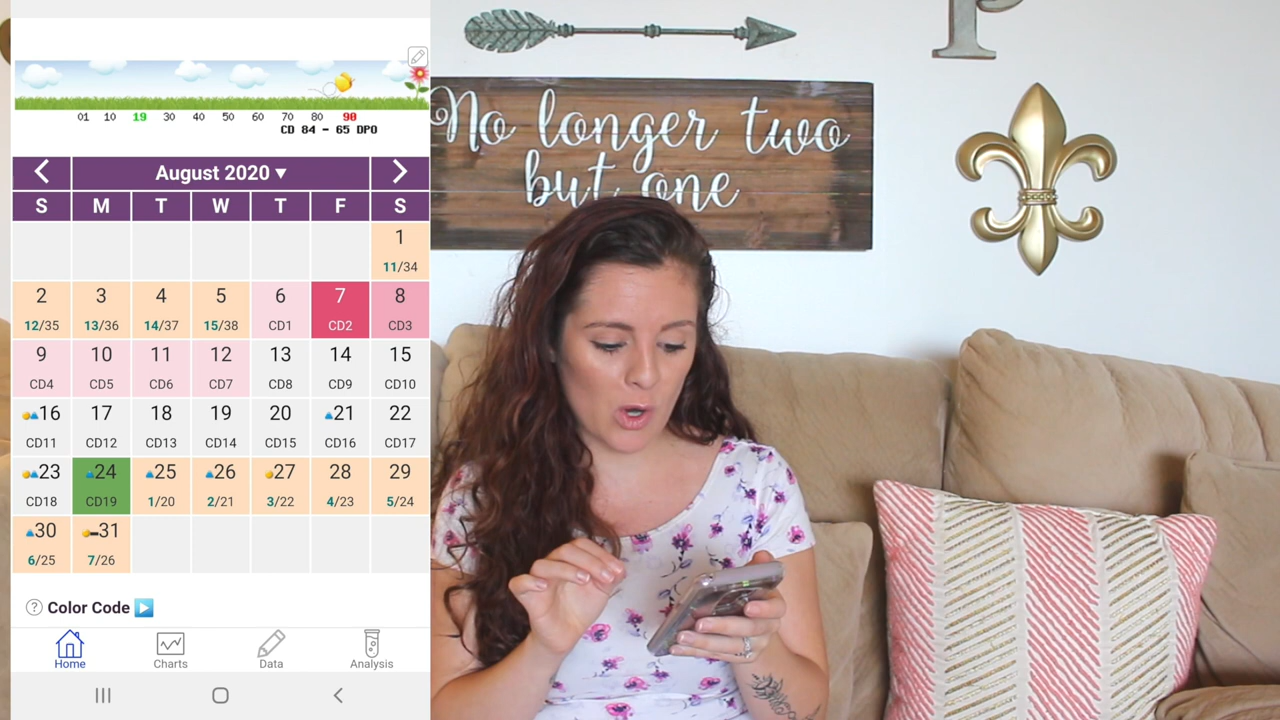 01 10 19 30 40 50 60 70 80 90
CD 84 - 65 DPO
August 2020 ▼
S M T W T F S
1
11/34
2 3 4 5 6 7 8
12/35 13/36 14/37 15/38 CD1 CD2 CD3
9 10 11 12 13 14 15
CD4 CD5 CD6 CD7 CD8 CD9 CD10
16 17 18 19 20 21 22
CD11 CD12 CD13 CD14 CD15 CD16 CD17
23 24 25 26 27 28 29
CD18 CD19 1/20 2/21 3/22 4/23 5/24
30 31
6/25 7/26
? Color Code
Home Charts Data Analysis
P
No longer two
but one